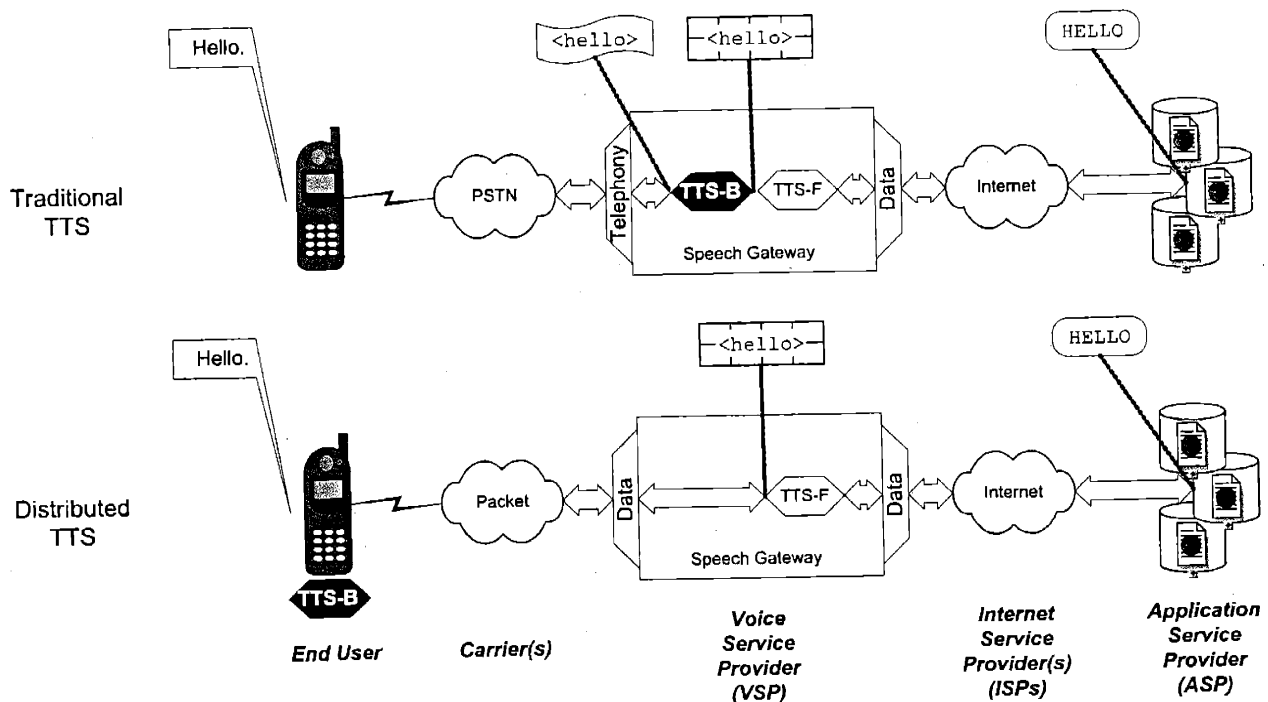 Hello.
<hello>
<hello>
HELLO
Traditional
TTS
PSTN
Telephony
TTS-B
TTS-F
Data
Internet
Speech Gateway
Hello.
<hello>
HELLO
Distributed
TTS
Packet
Data
TTS-F
Data
Internet
Speech Gateway
TTS-B
End User
Carrier(s)
Voice
Service
Provider
(VSP)
Internet
Service
Provider(s)
(ISPs)
Application
Service
Provider
(ASP)